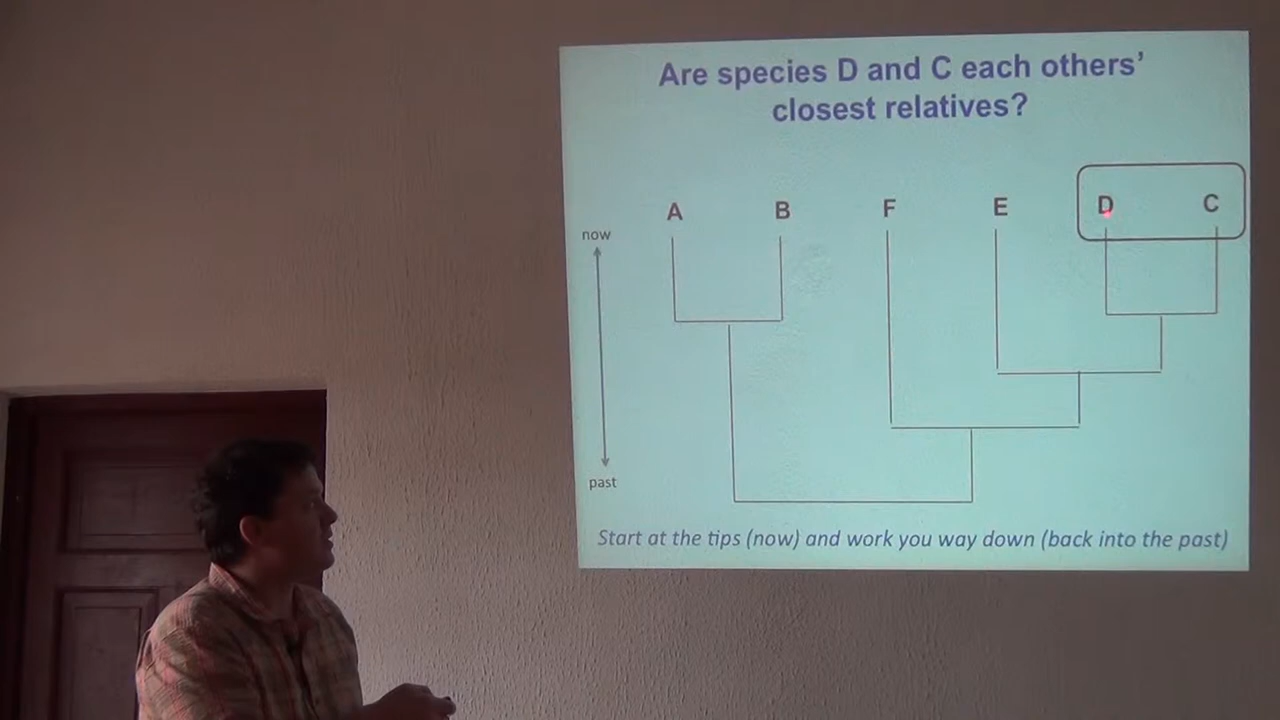 Are species D and C each others’
closest relatives?
A B F E D C
now
past
Start at the tips (now) and work you way down (back into the past)